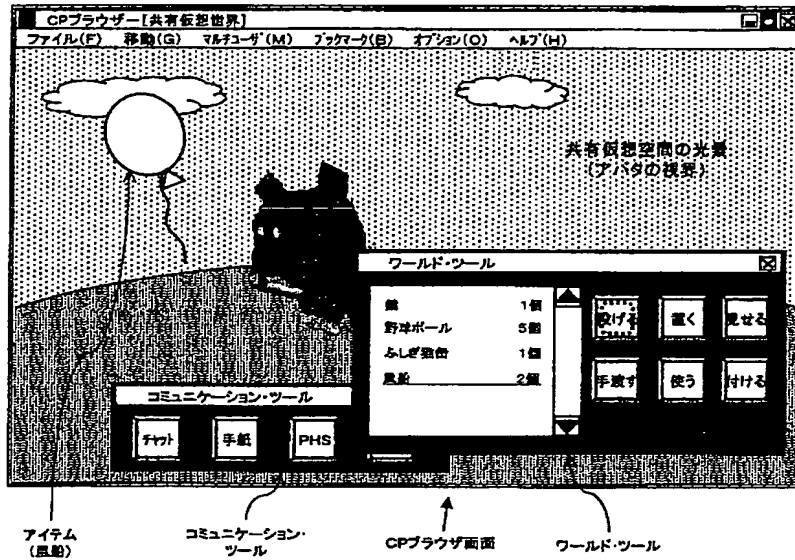 CPブラウザー[共有仮想世界]
ファイル(F) 移動(G) マルチユーザ(M) ブックマーク(B) オプション(O) ヘルプ(H)
共有仮想空間の光景
(アバタの視界)
ワールド・ツール
1個
野球ボール 5個
ふしぎ 1個
風船 2個
投げる 置く 見せる
手渡す 使う 付ける
コミュニケーション・ツール
チャット 手紙 PHS
アイテム
(風船)
コミュニケーション・
ツール
CPブラウザ画面
ワールド・ツール